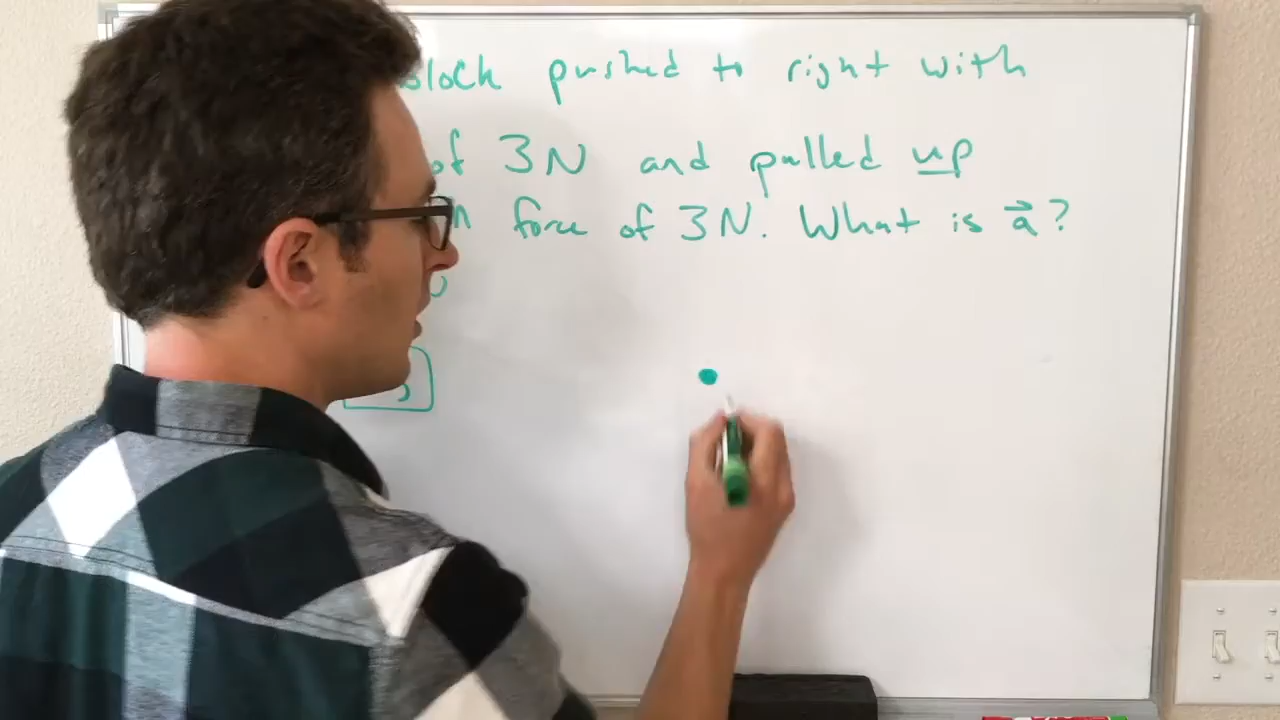 block pushed to right with
of 3N and pulled up
force of 3N. What is a⃗?